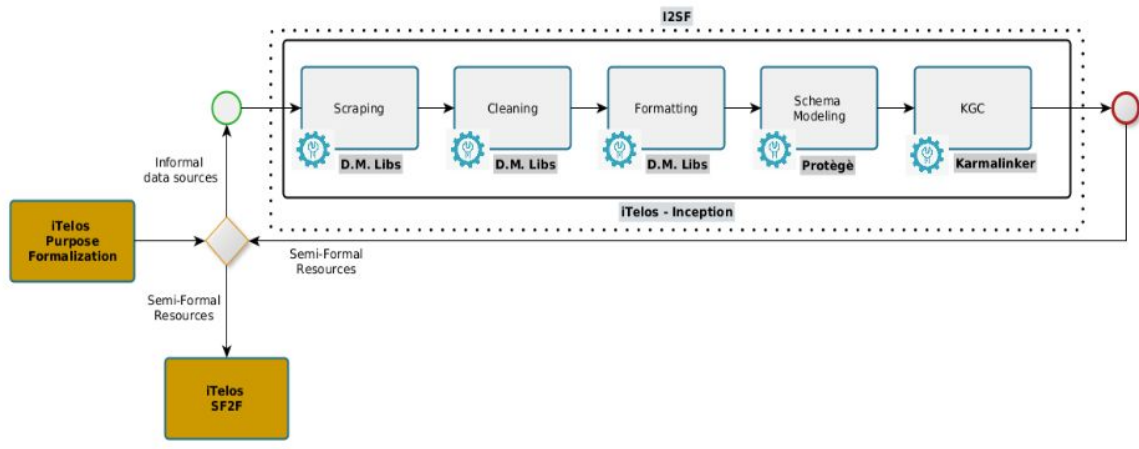 I2SF
Scraping
Cleaning
Formatting
Schema
Modeling
KGC
D.M. Libs
D.M. Libs
D.M. Libs
Protègè
Karmalinker
iTelos - Inception
Informal
data sources
iTelos
Purpose
Formalization
Semi-Formal
Resources
Semi-Formal
Resources
iTelos
SF2F